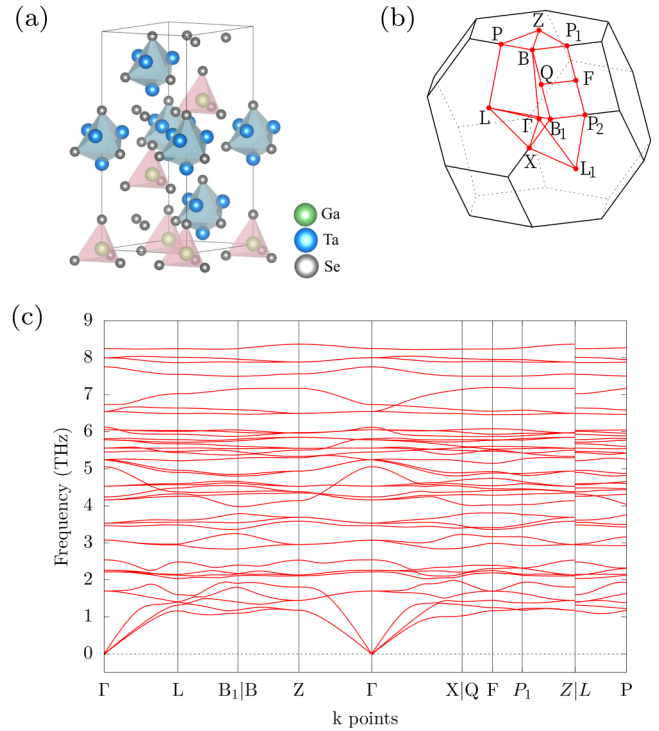 (a)
Ga
Ta
Se
(b)
Z
P
P₁
B
Q
F
L
Γ
B₁
P₂
X
L₁
(c)
Frequency (THz)
9
8
7
6
5
4
3
2
1
0
Γ L B₁|B Z Γ X|Q F P₁ Z|L P
k points